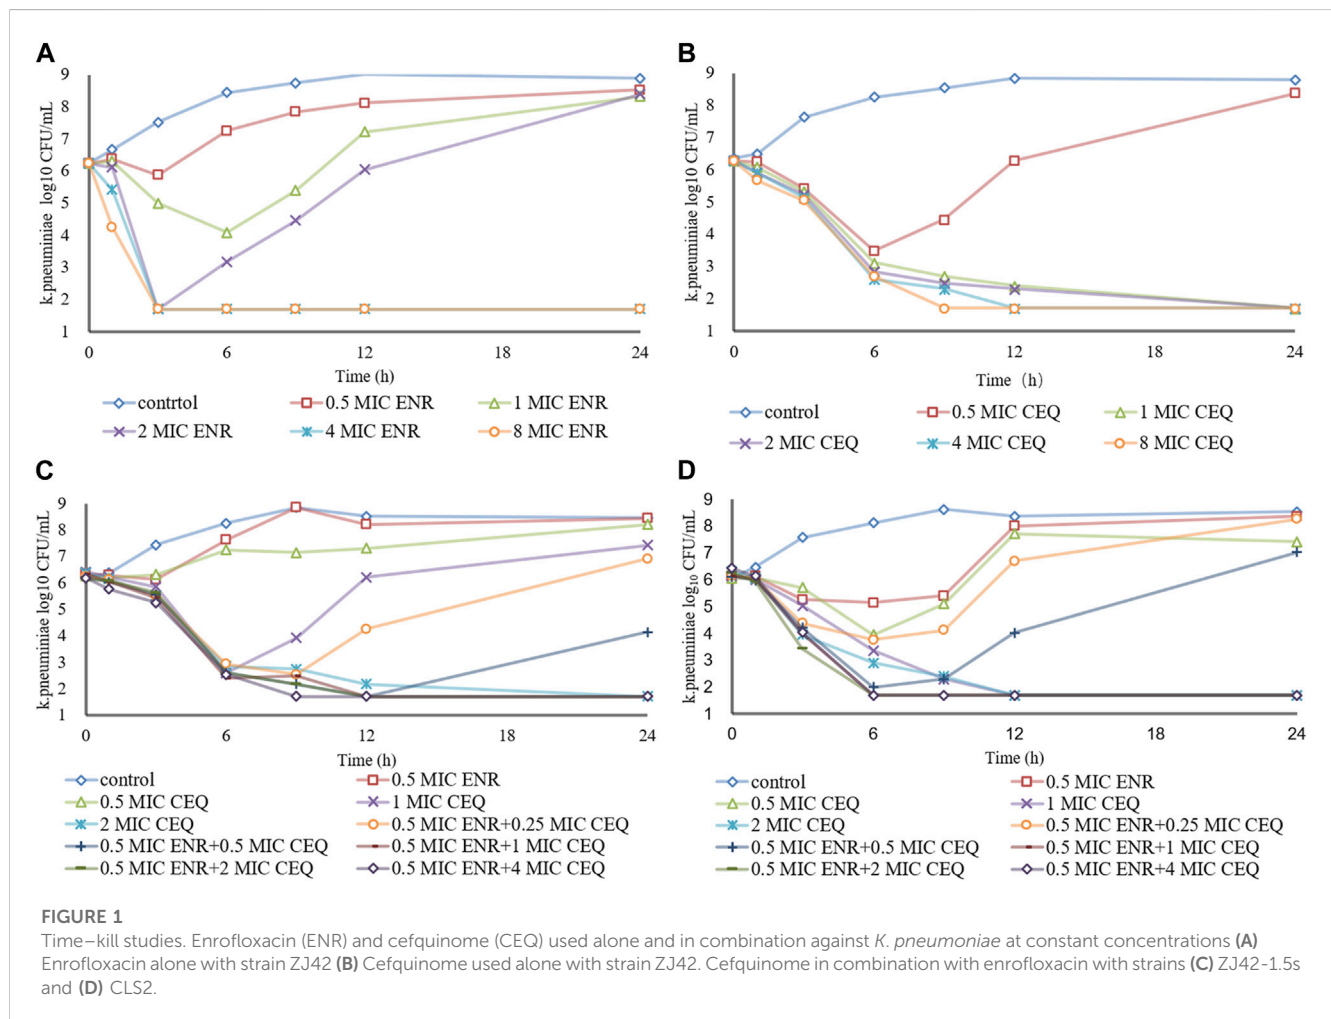 A
k.pneuminiae log10 CFU/mL
9
8
7
6
5
4
3
2
1
0 6 12 18 24
Time (h)
contrtol 0.5 MIC ENR 1 MIC ENR
2 MIC ENR 4 MIC ENR 8 MIC ENR
B
k.pneuminiae log10 CFU/mL
9
8
7
6
5
4
3
2
1
0 6 12 18 24
Time（h）
control 0.5 MIC CEQ 1 MIC CEQ
2 MIC CEQ 4 MIC CEQ 8 MIC CEQ
C
k.pneuminiae log10 CFU/mL
9
8
7
6
5
4
3
2
1
0 6 12 18 24
Time (h)
control 0.5 MIC ENR
0.5 MIC CEQ 1 MIC CEQ
2 MIC CEQ 0.5 MIC ENR+0.25 MIC CEQ
0.5 MIC ENR+0.5 MIC CEQ 0.5 MIC ENR+1 MIC CEQ
0.5 MIC ENR+2 MIC CEQ 0.5 MIC ENR+4 MIC CEQ
D
k.pneuminiae log10 CFU/mL
9
8
7
6
5
4
3
2
1
0 6 12 18 24
Time (h)
control 0.5 MIC ENR
0.5 MIC CEQ 1 MIC CEQ
2 MIC CEQ 0.5 MIC ENR+0.25 MIC CEQ
0.5 MIC ENR+0.5 MIC CEQ 0.5 MIC ENR+1 MIC CEQ
0.5 MIC ENR+2 MIC CEQ 0.5 MIC ENR+4 MIC CEQ
FIGURE 1
Time–kill studies. Enrofloxacin (ENR) and cefquinome (CEQ) used alone and in combination against K. pneumoniae at constant concentrations (A)
Enrofloxacin alone with strain ZJ42 (B) Cefquinome used alone with strain ZJ42. Cefquinome in combination with enrofloxacin with strains (C) ZJ42-1.5s
and (D) CLS2.